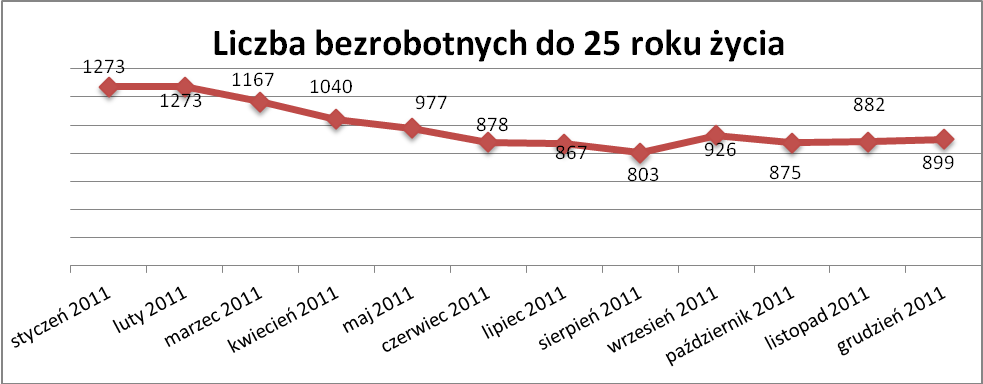 Liczba bezrobotnych do 25 roku życia
1273
1273
1167
1040
977
878
867
803
926
875
882
899
styczeń 2011
luty 2011
marzec 2011
kwiecień 2011
maj 2011
czerwiec 2011
lipiec 2011
sierpień 2011
wrzesień 2011
październik 2011
listopad 2011
grudzień 2011